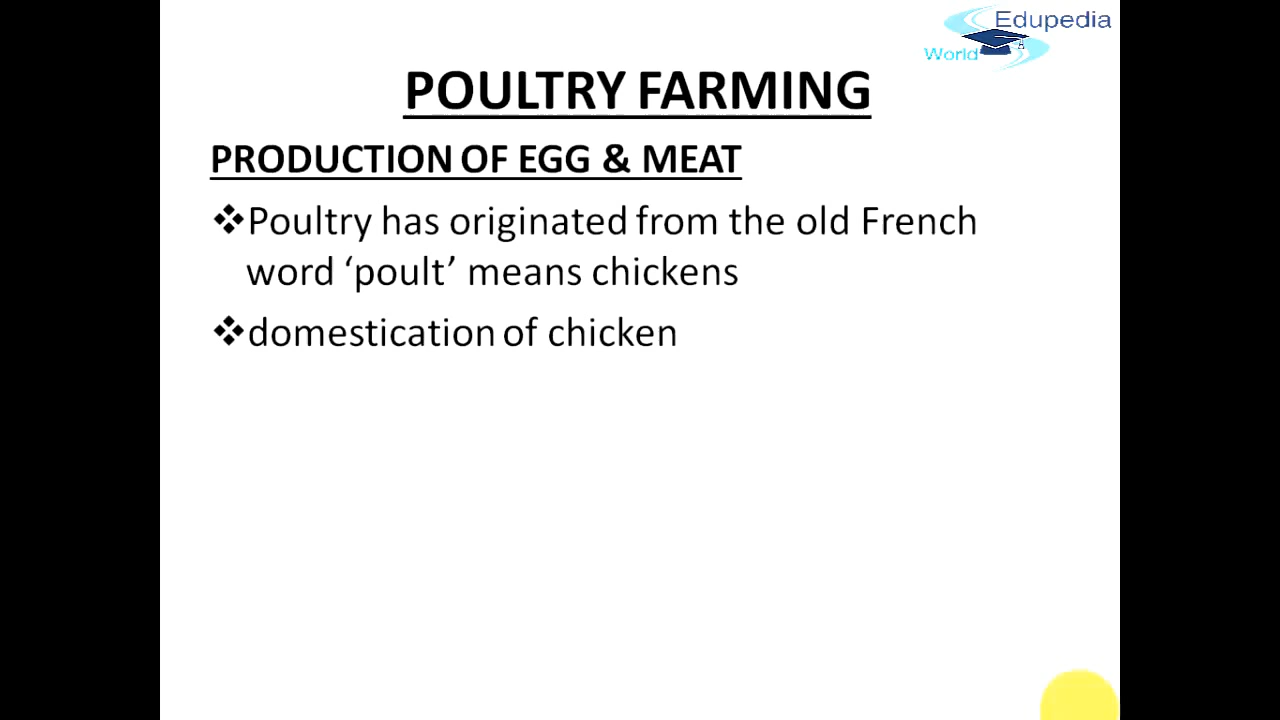 Edupedia
World
POULTRY FARMING
PRODUCTION OF EGG & MEAT
❖Poultry has originated from the old French
word ‘poult’ means chickens
❖domestication of chicken